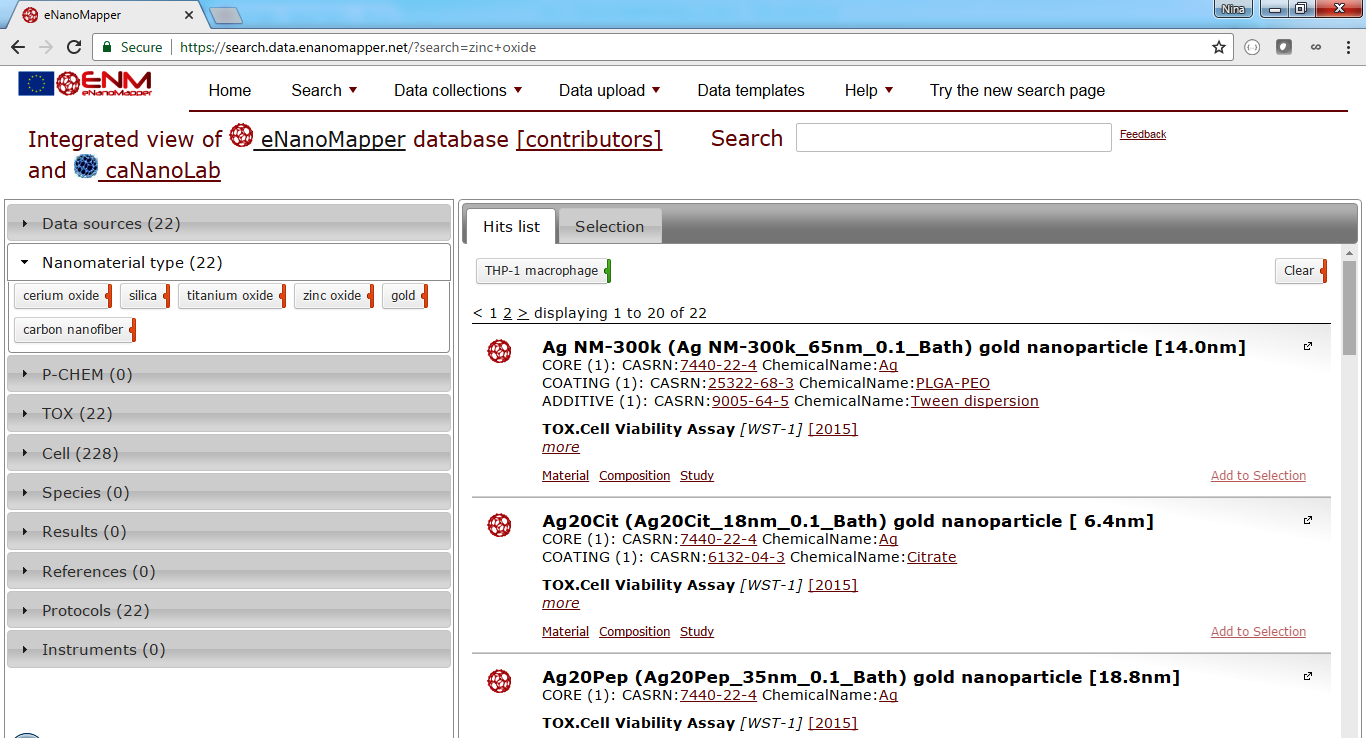 eNanoMapper
Nina
Secure https://search.data.enanomapper.net/?search=zinc+oxide
ENM
eNanoMapper
Home Search Data collections Data upload Data templates Help Try the new search page
Integrated view of eNanoMapper database [contributors]
and caNanoLab
Search
Feedback
Data sources (22)
Nanomaterial type (22)
cerium oxide silica titanium oxide zinc oxide gold
carbon nanofiber
P-CHEM (0)
TOX (22)
Cell (228)
Species (0)
Results (0)
References (0)
Protocols (22)
Instruments (0)
Hits list Selection
THP-1 macrophage Clear
< 1 2 > displaying 1 to 20 of 22
Ag NM-300k (Ag NM-300k_65nm_0.1_Bath) gold nanoparticle [14.0nm]
CORE (1): CASRN:7440-22-4 ChemicalName:Ag
COATING (1): CASRN:25322-68-3 ChemicalName:PLGA-PEO
ADDITIVE (1): CASRN:9005-64-5 ChemicalName:Tween dispersion
TOX.Cell Viability Assay [WST-1] [2015]
more
Material Composition Study Add to Selection
Ag20Cit (Ag20Cit_18nm_0.1_Bath) gold nanoparticle [ 6.4nm]
CORE (1): CASRN:7440-22-4 ChemicalName:Ag
COATING (1): CASRN:6132-04-3 ChemicalName:Citrate
TOX.Cell Viability Assay [WST-1] [2015]
more
Material Composition Study Add to Selection
Ag20Pep (Ag20Pep_35nm_0.1_Bath) gold nanoparticle [18.8nm]
CORE (1): CASRN:7440-22-4 ChemicalName:Ag
TOX.Cell Viability Assay [WST-1] [2015]